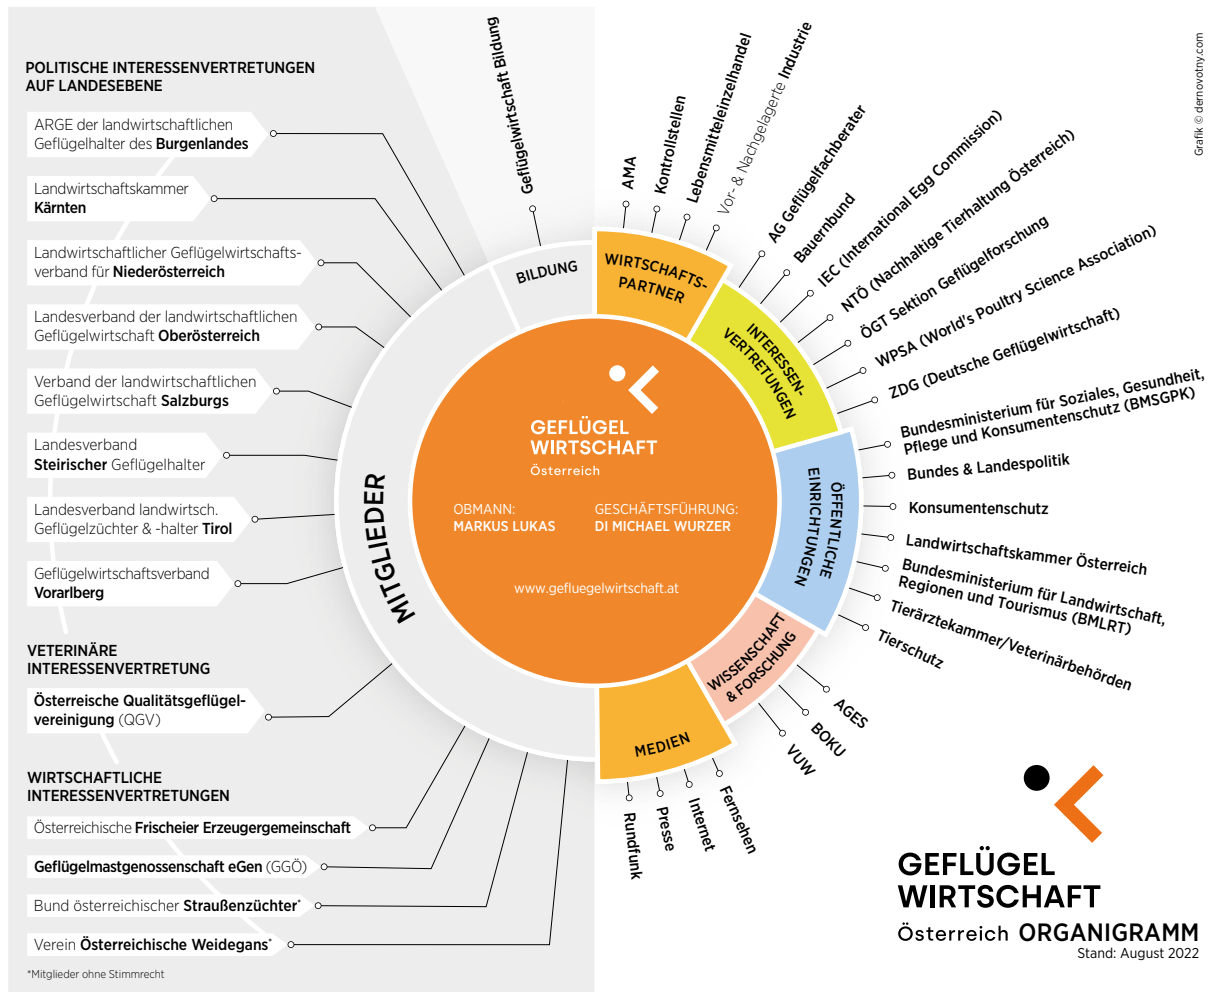 POLITISCHE INTERESSENVERTRETUNGEN
AUF LANDESEBENE
ARGE der landwirtschaftlichen
Geflügelhalter des Burgenlandes
Landwirtschaftskammer
Kärnten
Landwirtschaftlicher Geflügelwirtschafts-
verband für Niederösterreich
Landesverband der landwirtschaftlichen
Geflügelwirtschaft Oberösterreich
Verband der landwirtschaftlichen
Geflügelwirtschaft Salzburgs
Landesverband
Steirischer Geflügelhalter
Landesverband landwirtsch.
Geflügelzüchter & -halter Tirol
Geflügelwirtschaftsverband
Vorarlberg
VETERINÄRE
INTERESSENVERTRETUNG
Österreische Qualitätsgeflügel-
vereinigung (QGV)
WIRTSCHAFTLICHE
INTERESSENVERTRETUNGEN
Österreichische Frischeier Erzeugergemeinschaft
Geflügelmastgenossenschaft eGen (GGÖ)
Bund österreichischer Straußenzüchter*
Verein Österreichische Weidegans*
*Mitglieder ohne Stimmrecht
MITGLIEDER
BILDUNG
Geflügelwirtschaft Bildung
WIRTSCHAFTS-
PARTNER
AMA
Kontrollstellen
Lebensmitteleinzelhandel
Vor- & Nachgelagerte Industrie
INTERESSEN-
VERTRETUNGEN
AG Geflügelfachberater
Bauernbund
IEC (International Egg Commission)
NTÖ (Nachhaltige Tierhaltung Österreich)
ÖGT Sektion Geflügelforschung
WPSA (World's Poultry Science Association)
ZDG (Deutsche Geflügelwirtschaft)
ÖFFENTLICHE
EINRICHTUNGEN
Bundesministerium für Soziales, Gesundheit,
Pflege und Konsumentenschutz (BMSGPK)
Bundes & Landespolitik
Konsumentenschutz
Landwirtschaftskammer Österreich
Bundesministerium für Landwirtschaft,
Regionen und Tourismus (BMLRT)
Tierärztekammer/Veterinärbehörden
Tierschutz
WISSENSCHAFT
& FORSCHUNG
AGES
BOKU
VUW
MEDIEN
Fernsehen
Internet
Presse
Rundfunk
GEFLÜGEL
WIRTSCHAFT
Österreich
OBMANN:
MARKUS LUKAS
GESCHÄFTSFÜHRUNG:
DI MICHAEL WURZER
www.gefluegelwirtschaft.at
Grafik © dernovotny.com
GEFLÜGEL
WIRTSCHAFT
Österreich ORGANIGRAMM
Stand: August 2022